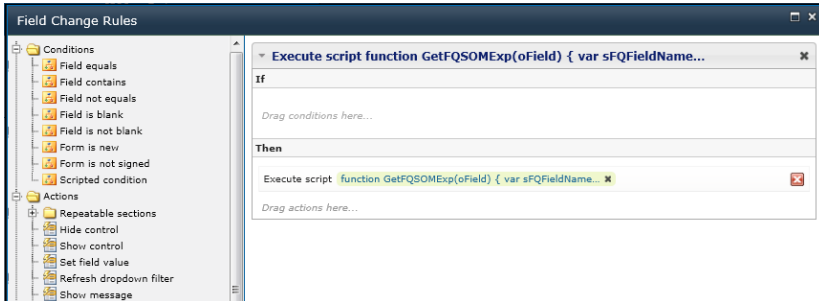 Field Change Rules
Conditions
Field equals
Field contains
Field not equals
Field is blank
Field is not blank
Form is new
Form is not signed
Scripted condition
Actions
Repeatable sections
Hide control
Show control
Set field value
Refresh dropdown filter
Show message
Execute script function GetFQSOMExp(oField) { var sFQFieldName...
If
Drag conditions here...
Then
Execute script function GetFQSOMExp(oField) { var sFQFieldName...
Drag actions here...